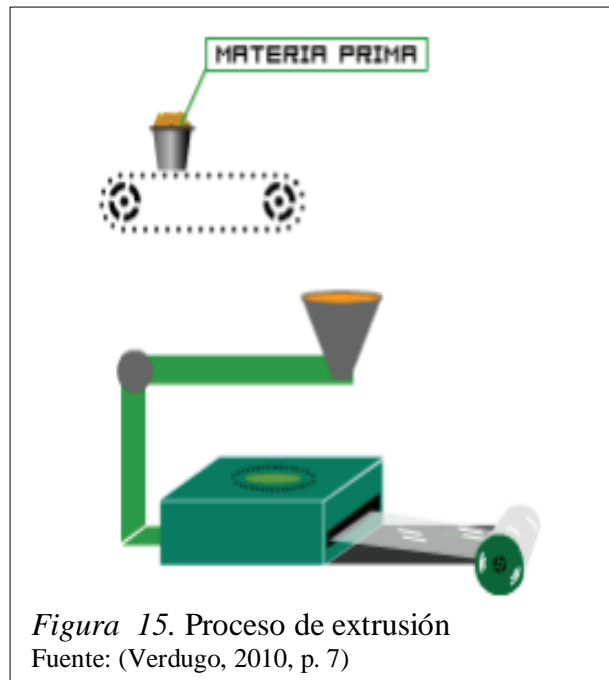 MATERIA PRIMA
Figura 15. Proceso de extrusión
Fuente: (Verdugo, 2010, p. 7)